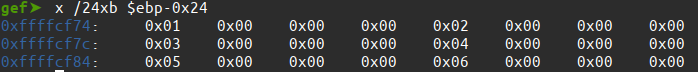 gef➤ x /24xb $ebp-0x24
0xffffcf74: 0x01 0x00 0x00 0x00 0x02 0x00 0x00 0x00
0xffffcf7c: 0x03 0x00 0x00 0x00 0x04 0x00 0x00 0x00
0xffffcf84: 0x05 0x00 0x00 0x00 0x06 0x00 0x00 0x00